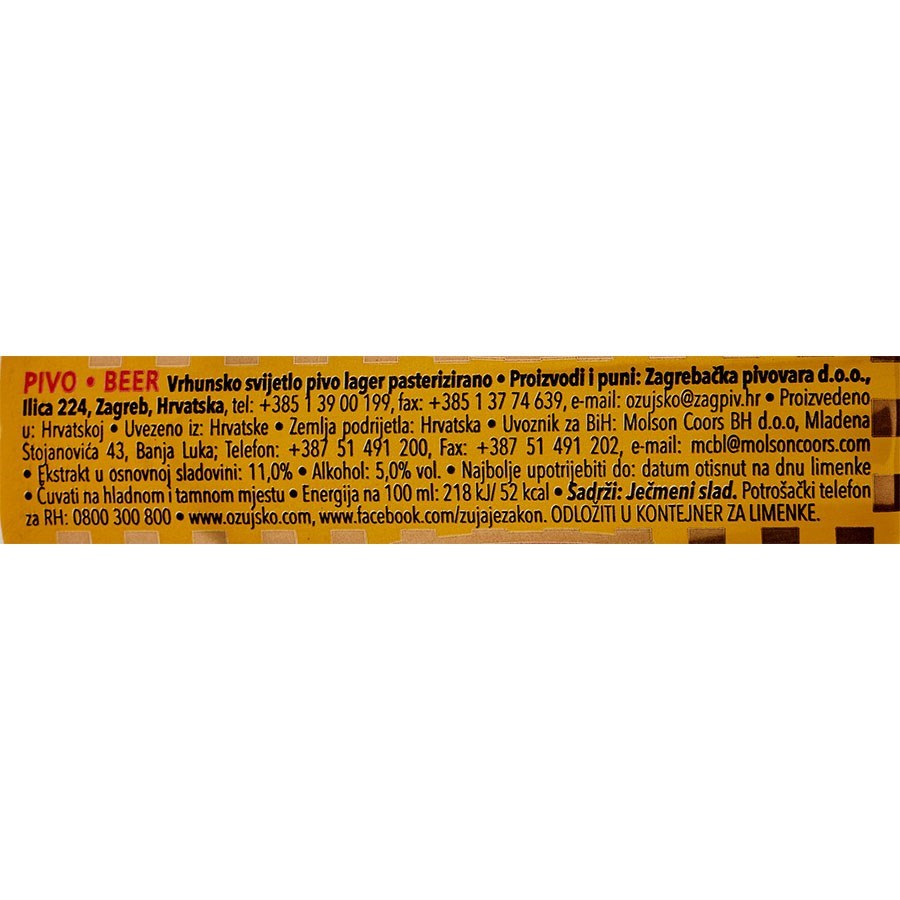 PIVO • BEER Vrhunsko svijetlo pivo lager pasterizirano • Proizvodi i puni: Zagrebačka pivovara d.o.o.,
Ilica 224, Zagreb, Hrvatska, tel: +385 1 39 00 199, fax: +385 1 37 74 639, e-mail: ozujsko@zagpiv.hr • Proizvedeno
u: Hrvatskoj • Uvezeno iz: Hrvatske • Zemlja podrijetla: Hrvatska • Uvoznik za BiH: Molson Coors BH d.o.o, Mladena
Stojanovića 43, Banja Luka; Telefon: +387 51 491 200, Fax: +387 51 491 202, e-mail: mcbl@molsoncoors.com
• Ekstrakt u osnovnoj sladovini: 11,0% • Alkohol: 5,0% vol. • Najbolje upotrijebiti do: datum otisnut na dnu limenke
• Čuvati na hladnom i tamnom mjestu • Energija na 100 ml: 218 kJ/ 52 kcal • Sadrži: Ječmeni slad. Potrošački telefon
za RH: 0800 300 800 • www.ozujsko.com, www.facebook.com/zujajezakon. ODLOŽITI U KONTEJNER ZA LIMENKE.